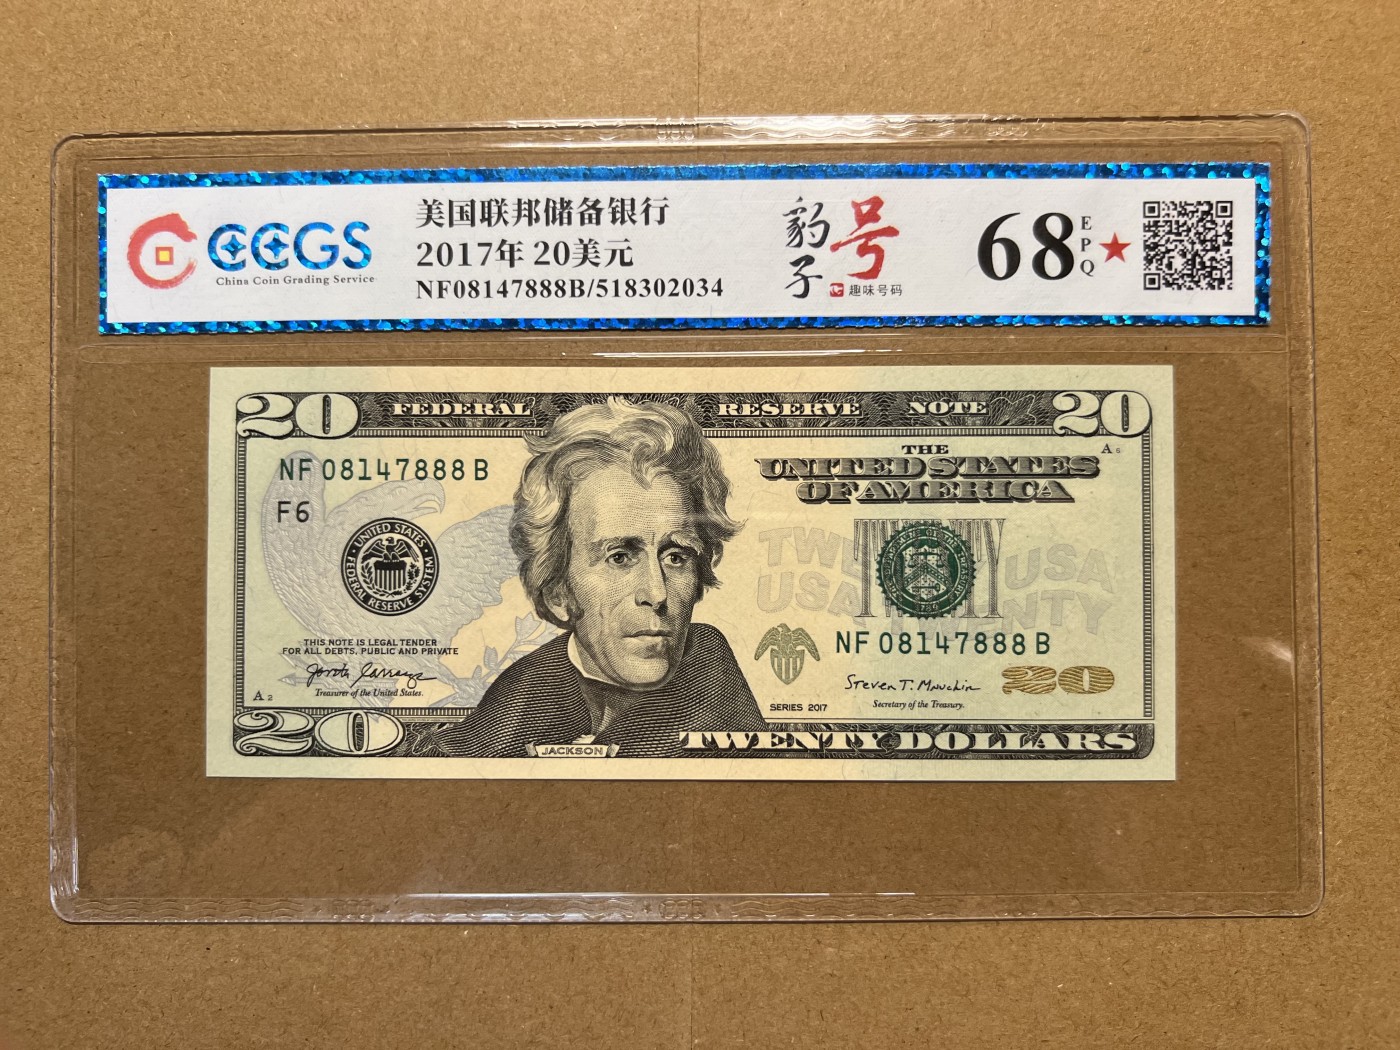 CCGS
China Coin Grading Service
美国联邦储备银行
2017年 20美元
NF08147888B/518302034
豹子号
趣味号码
68
EPQ
20 FEDERAL RESERVE NOTE 20
NF 08147888 B
F6
THE
UNITED STATES
OF AMERICA
A 6
UNITED STATES
FEDERAL RESERVE SYSTEM
TWENTY USA
USA TWENTY
NF 08147888 B
THIS NOTE IS LEGAL TENDER
FOR ALL DEBTS, PUBLIC AND PRIVATE
Treasurer of the United States.
A 2
SERIES 2017
Steven T. Mnuchin
Secretary of the Treasury.
20
20
JACKSON
TWENTY DOLLARS